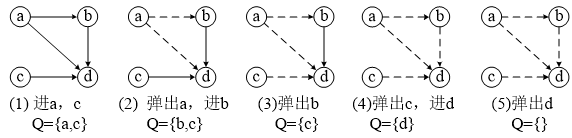 a b a b a b a b a b
c d c d c d c d c d
(1) 进a，c (2) 弹出a，进b (3)弹出b (4)弹出c，进d (5)弹出d
Q={a,c} Q={b,c} Q={c} Q={d} Q={}